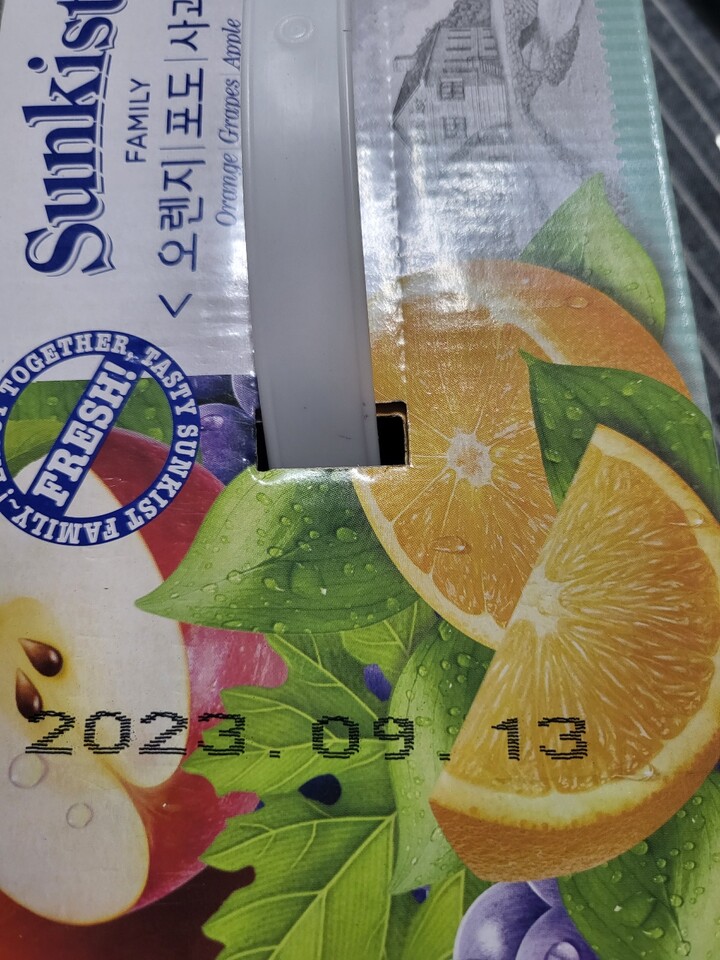 Sunkist
FAMILY
< 오렌지|포도|사과
Orange|Grapes|Apple
TOGETHER, TASTY SUNKIST FAMILY~!
FRESH!
2023.09.13